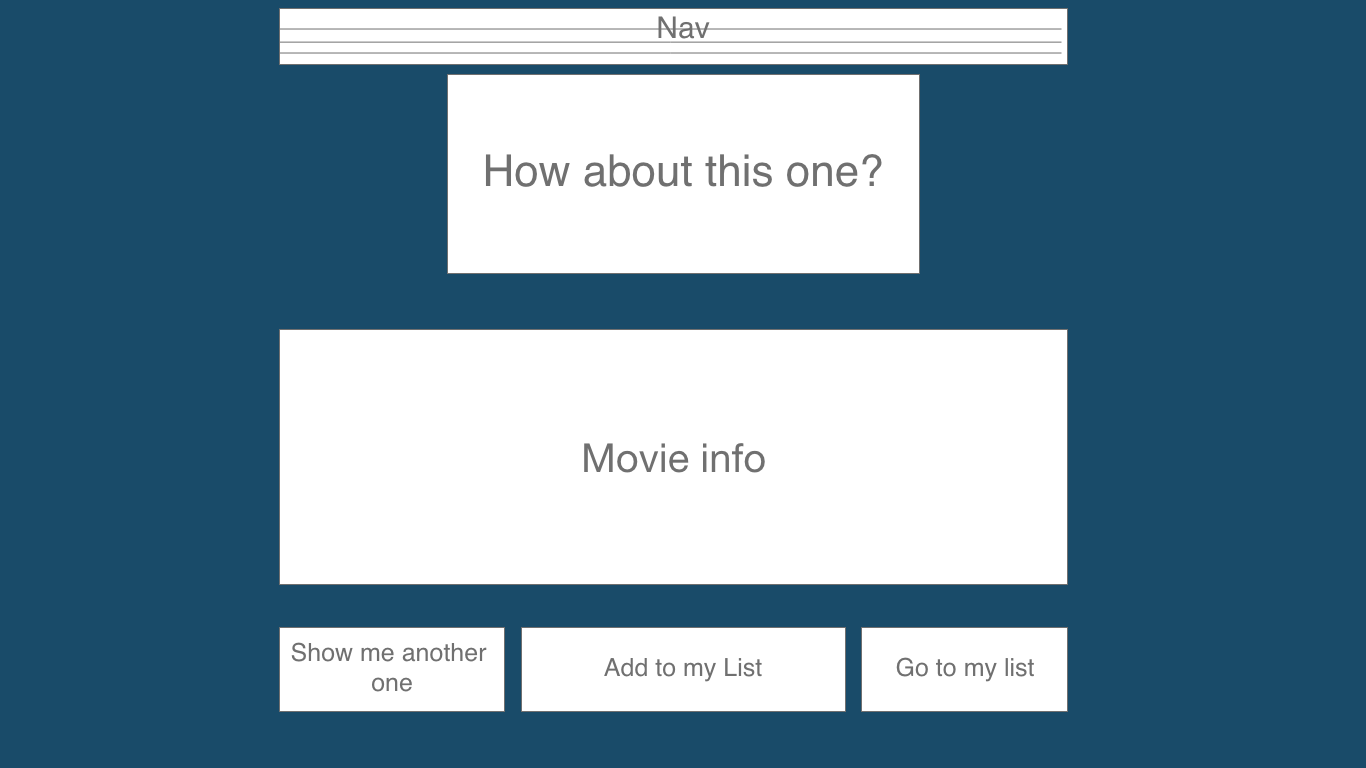 Nav
How about this one?
Movie info
Show me another
one
Add to my List
Go to my list